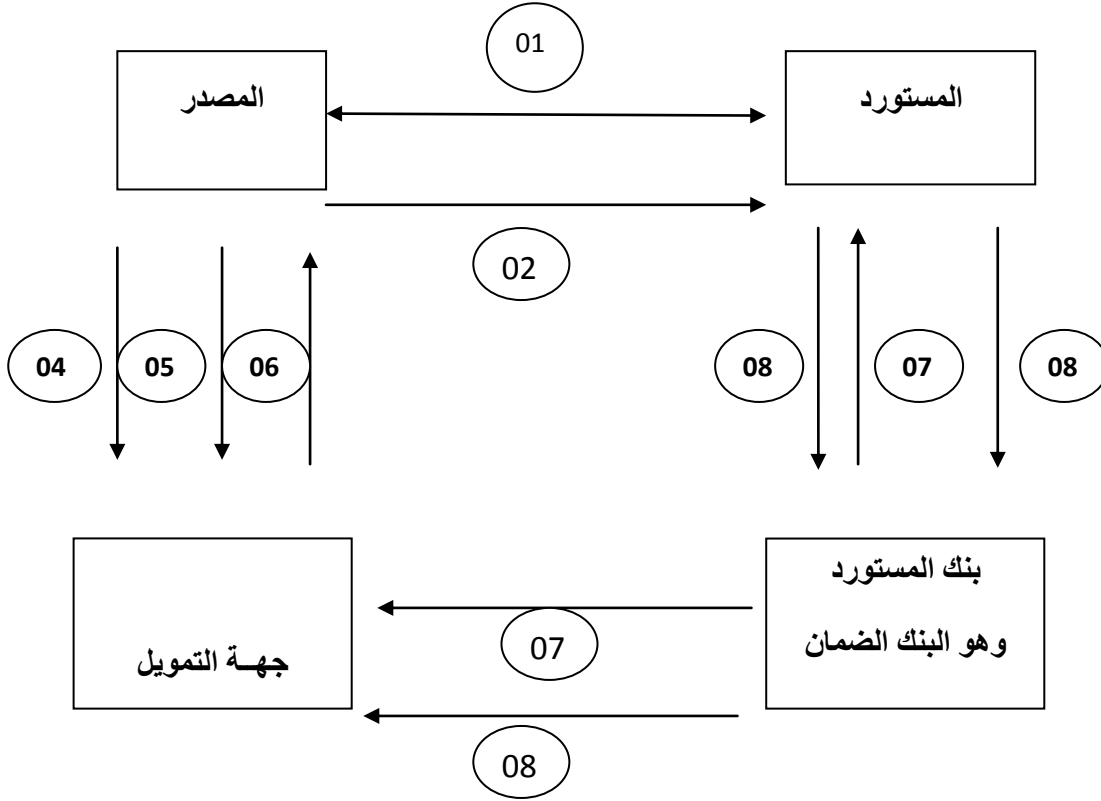 01
المستورد
المصدر
02
04
05
06
08
07
08
بنك المستورد
وهو البنك الضمان
جهـة التمويل
07
08